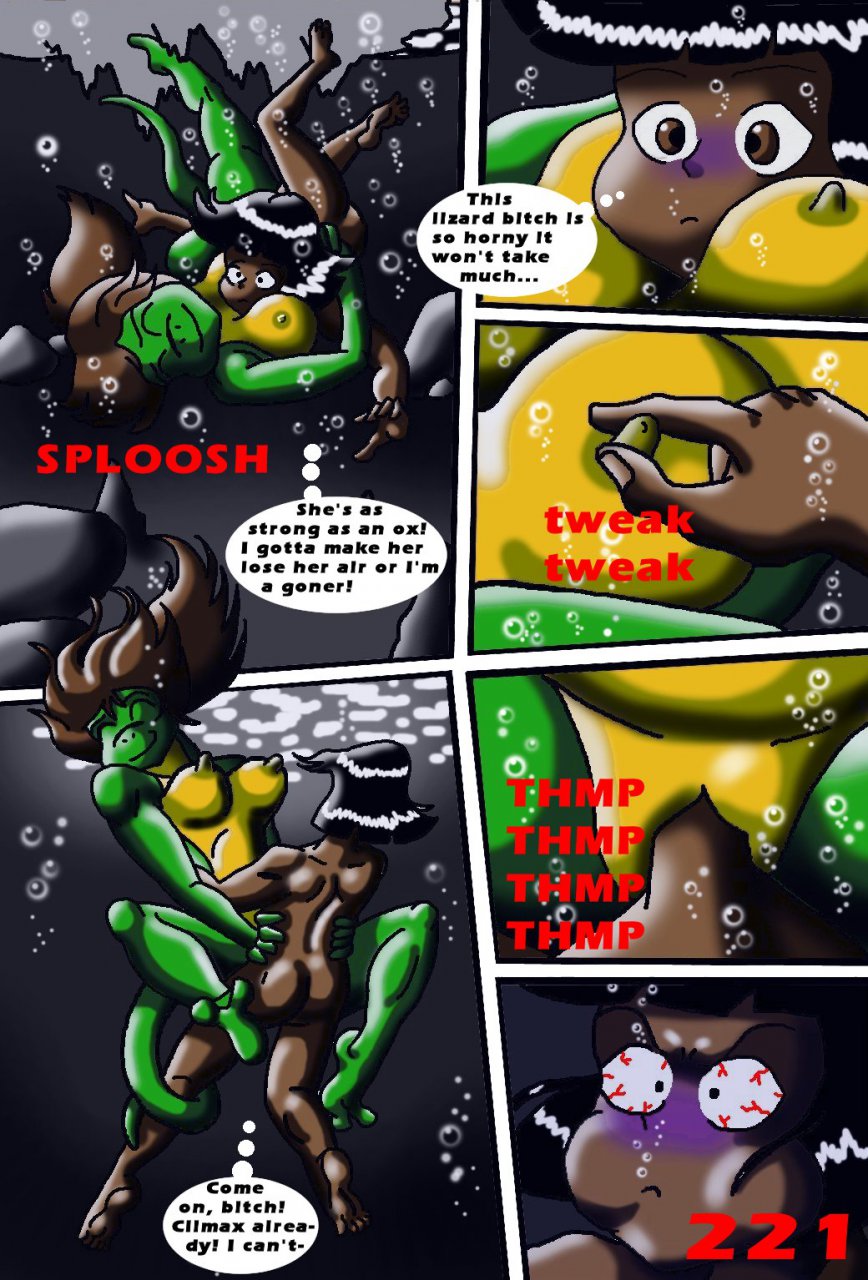 SPLOOSH
She's as
strong as an ox!
I gotta make her
lose her air or I'm
a goner!
This
lizard bitch is
so horny it
won't take
much...
tweak
tweak
Come
on, bitch!
Climax alrea-
dy! I can't-
THMP
THMP
THMP
THMP
221